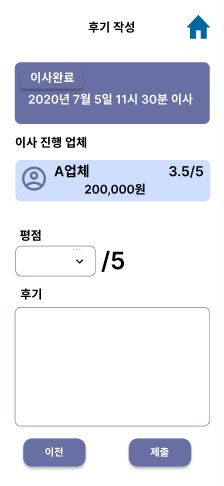 후기 작성
이사완료
2020년 7월 5일 11시 30분 이사
이사 진행 업체
A업체 3.5/5
200,000원
평점
/5
후기
이전 제출